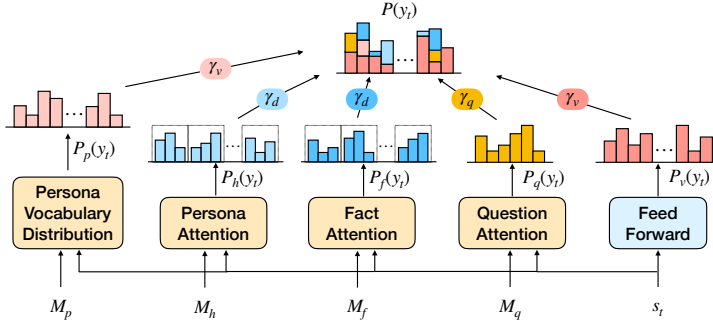 P(y_t)
γ_v
γ_d
γ_d
γ_q
γ_v
...
...
...
...
...
P_p(y_t)
P_h(y_t)
P_f(y_t)
P_q(y_t)
P_v(y_t)
Persona
Vocabulary
Distribution
Persona
Attention
Fact
Attention
Question
Attention
Feed
Forward
M_p
M_h
M_f
M_q
s_t